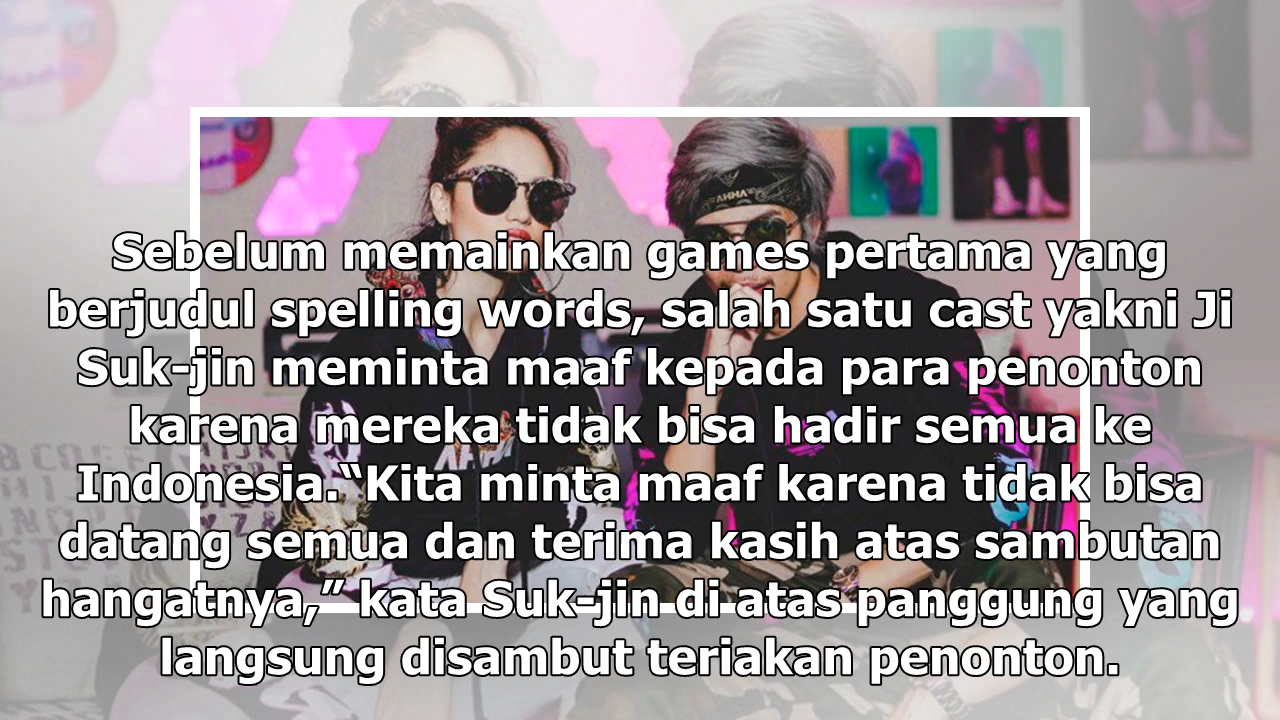 Sebelum memainkan games pertama yang
berjudul spelling words, salah satu cast yakni Ji
Suk-jin meminta maaf kepada para penonton
karena mereka tidak bisa hadir semua ke
Indonesia.“Kita minta maaf karena tidak bisa
datang semua dan terima kasih atas sambutan
hangatnya,” kata Suk-jin di atas panggung yang
langsung disambut teriakan penonton.